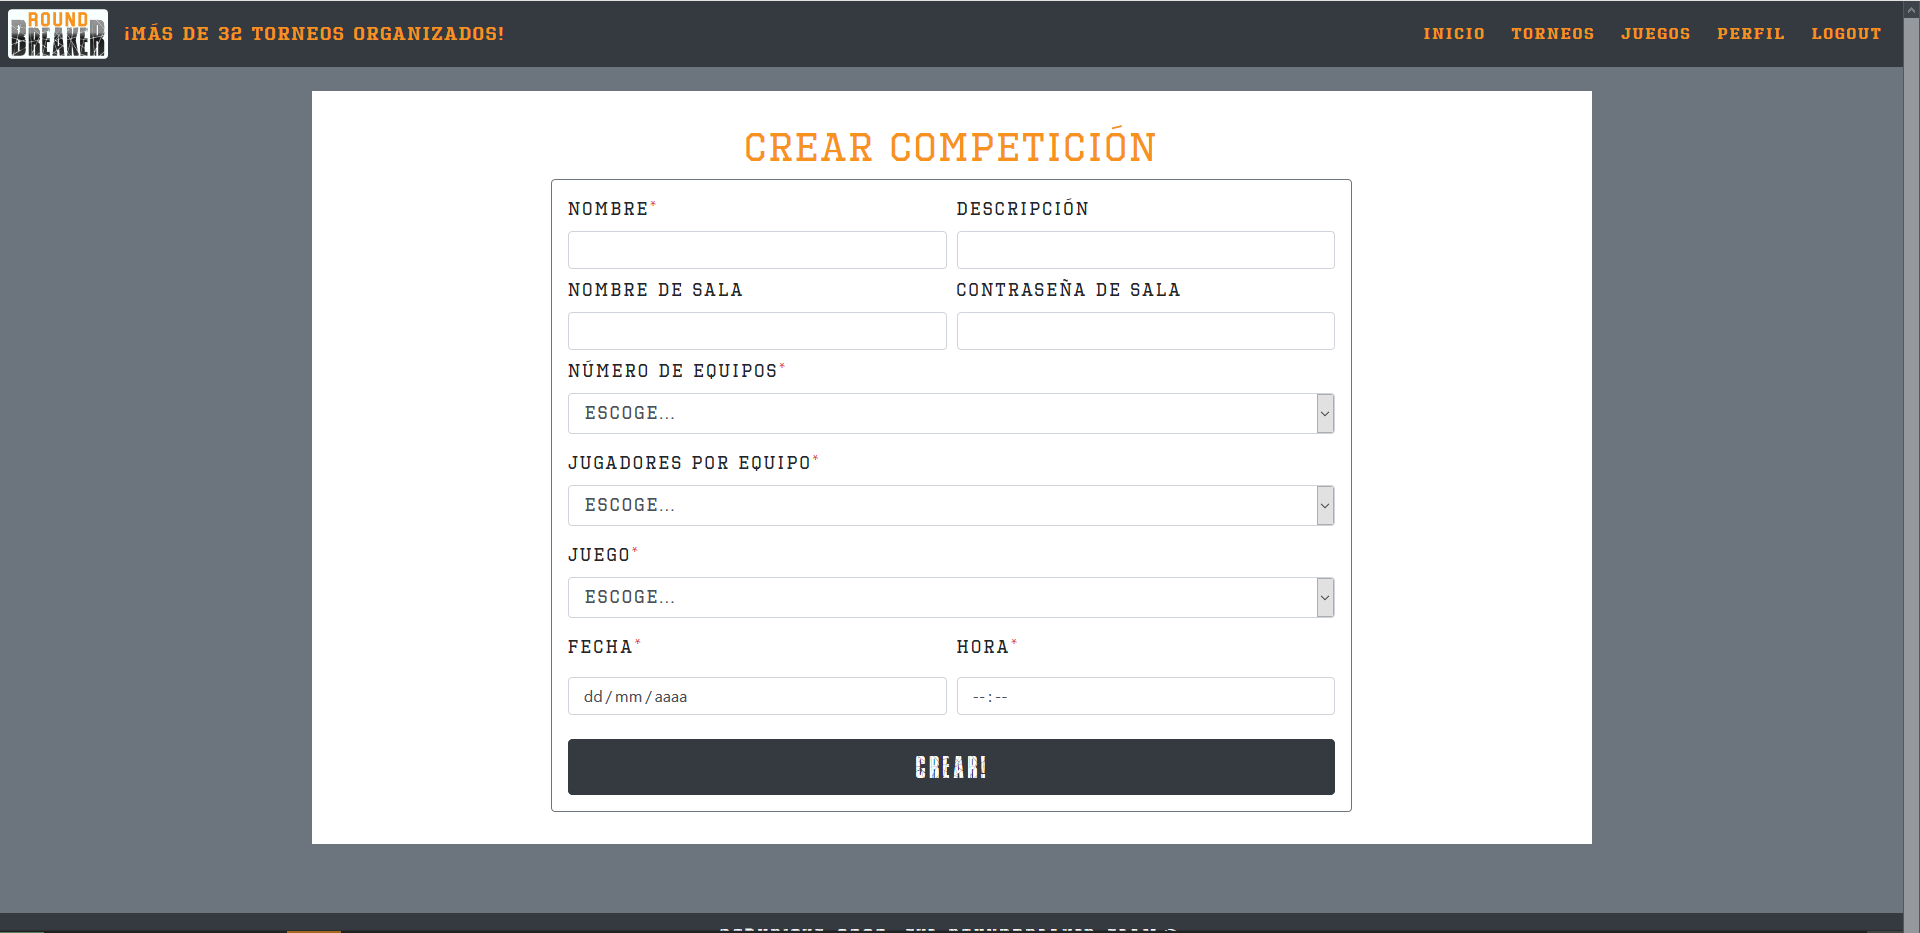 ROUND
BREAKER
¡MÁS DE 32 TORNEOS ORGANIZADOS!
INICIO TORNEOS JUEGOS PERFIL LOGOUT
CREAR COMPETICIÓN
NOMBRE* DESCRIPCIÓN
NOMBRE DE SALA CONTRASEÑA DE SALA
NÚMERO DE EQUIPOS*
ESCOGE...
JUGADORES POR EQUIPO*
ESCOGE...
JUEGO*
ESCOGE...
FECHA* HORA*
dd/mm/aaaa --:--
CREAR!